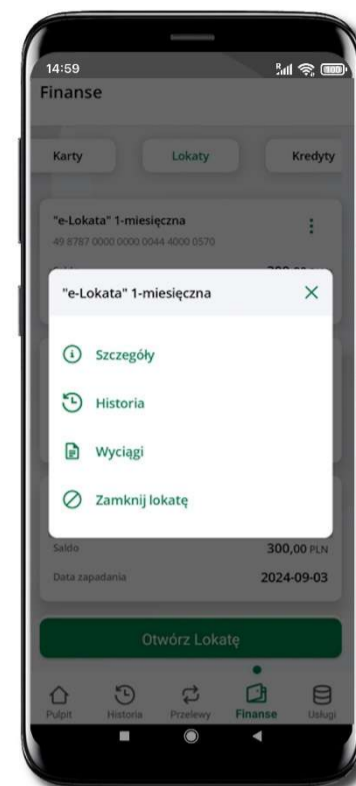 14:59
Finanse
Karty
Lokaty
Kredyty
"e-Lokata" 1-miesięczna
49 8787 0000 0000 0044 4000 0570
"e-Lokata" 1-miesięczna
Szczegóły
Historia
Wyciągi
Zamknij lokatę
Saldo 300,00 PLN
Data zapadania 2024-09-03
Otwórz Lokatę
Pulpit
Historia
Przelewy
Finanse
Usługi